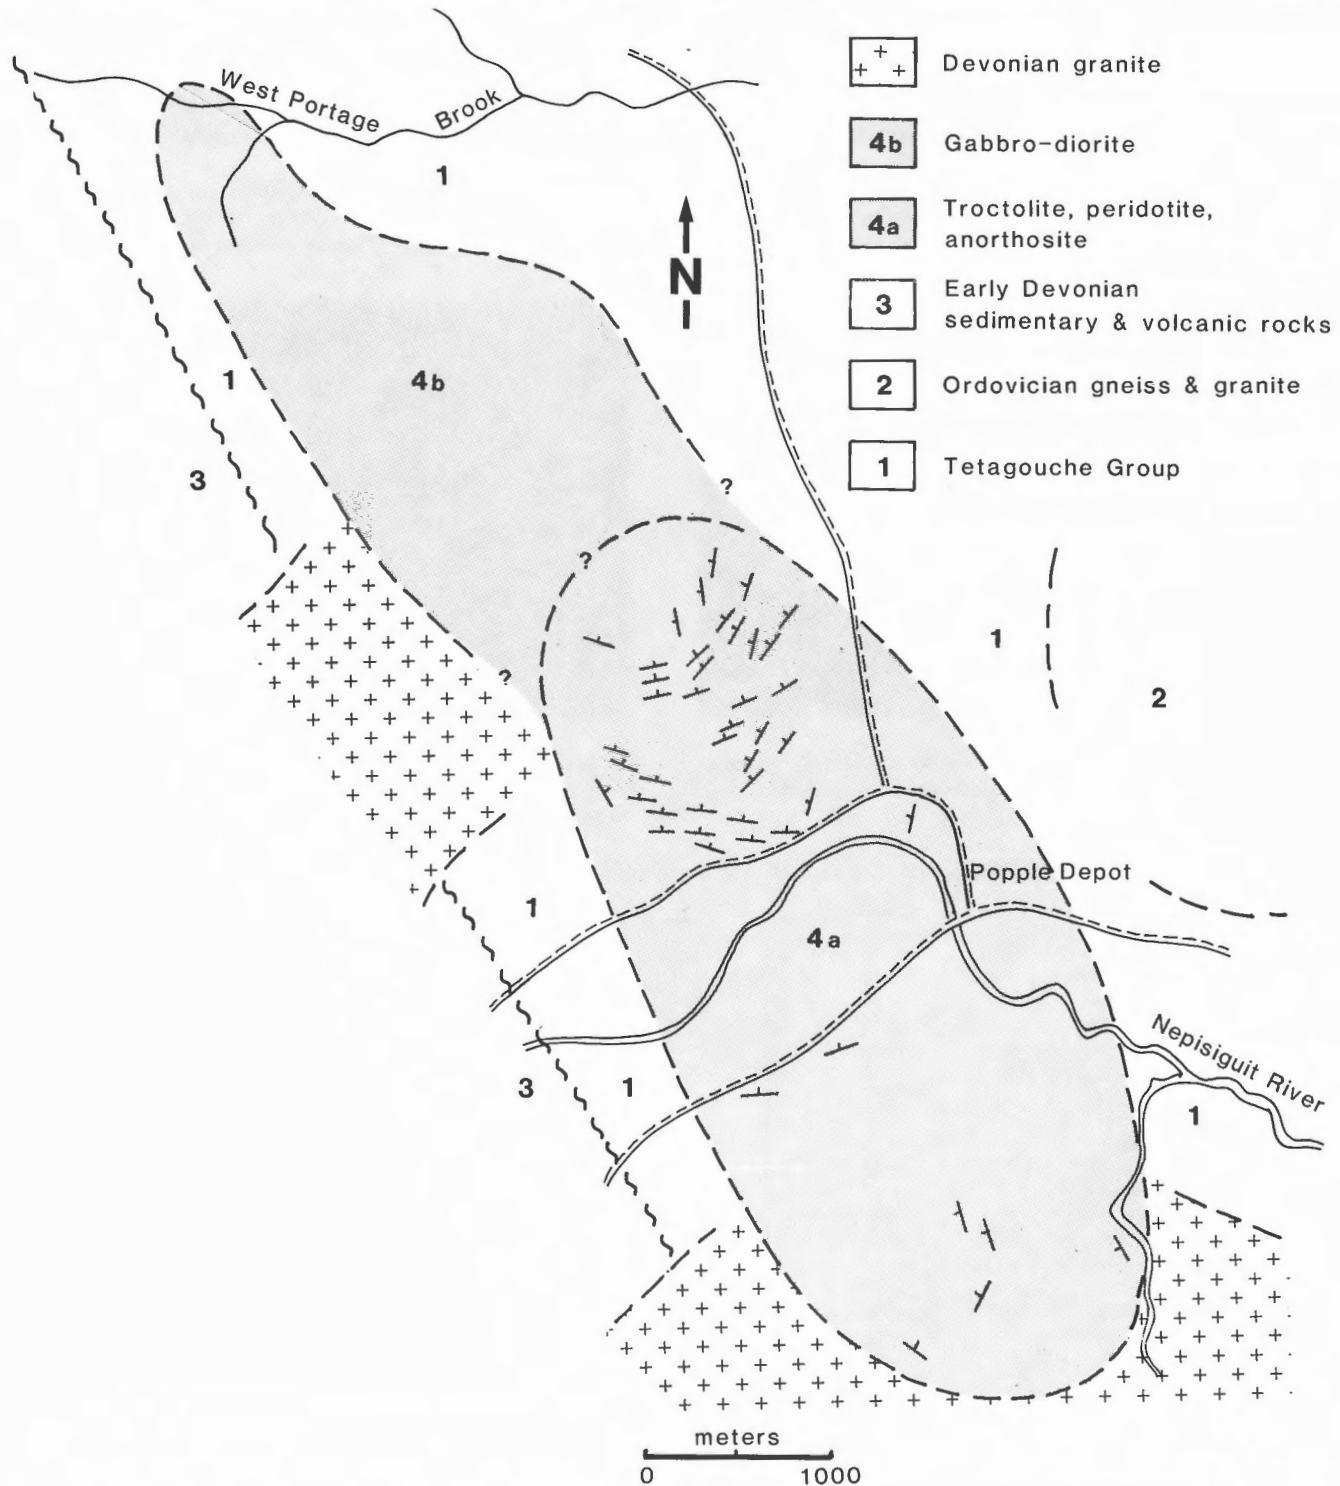 West Portage Brook
Devonian granite
4b Gabbro-diorite
1
4a Troctolite, peridotite,
anorthosite
N
3 Early Devonian
sedimentary & volcanic rocks
1
4b
2 Ordovician gneiss & granite
3
1 Tetagouche Group
?
?
1
?
2
Popple Depot
1
4a
Nepisiguit River
3
1
1
meters
0 1000